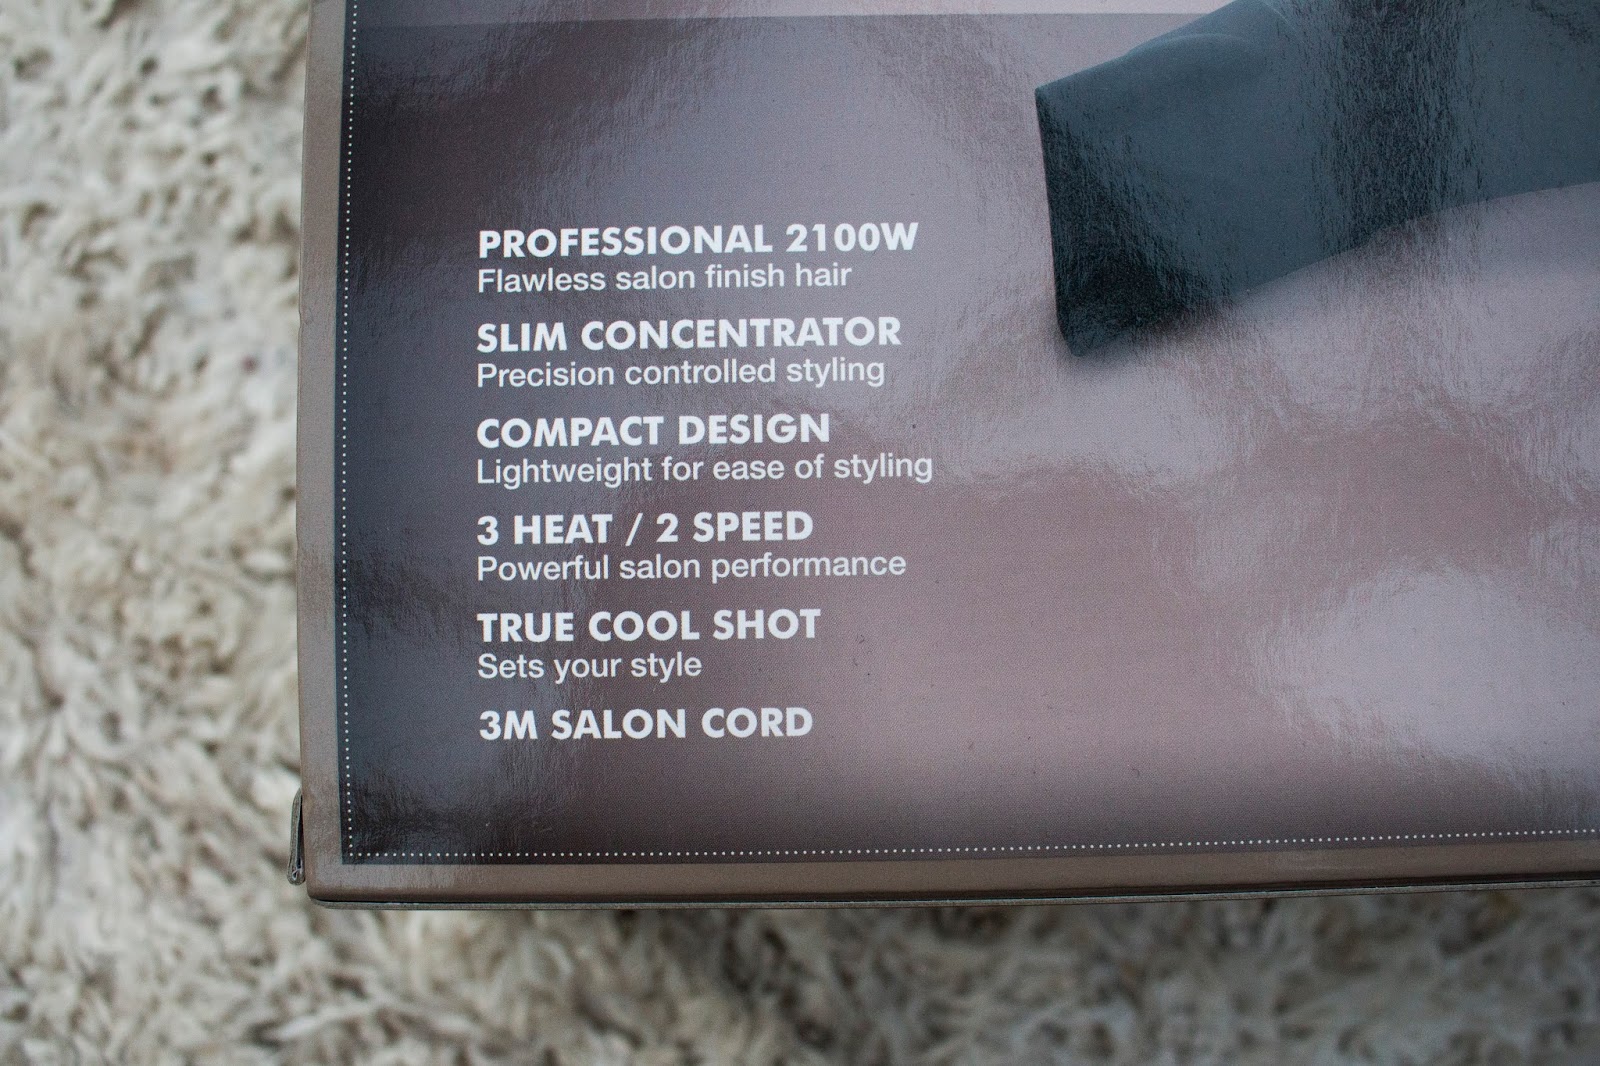 PROFESSIONAL 2100W
Flawless salon finish hair
SLIM CONCENTRATOR
Precision controlled styling
COMPACT DESIGN
Lightweight for ease of styling
3 HEAT / 2 SPEED
Powerful salon performance
TRUE COOL SHOT
Sets your style
3M SALON CORD